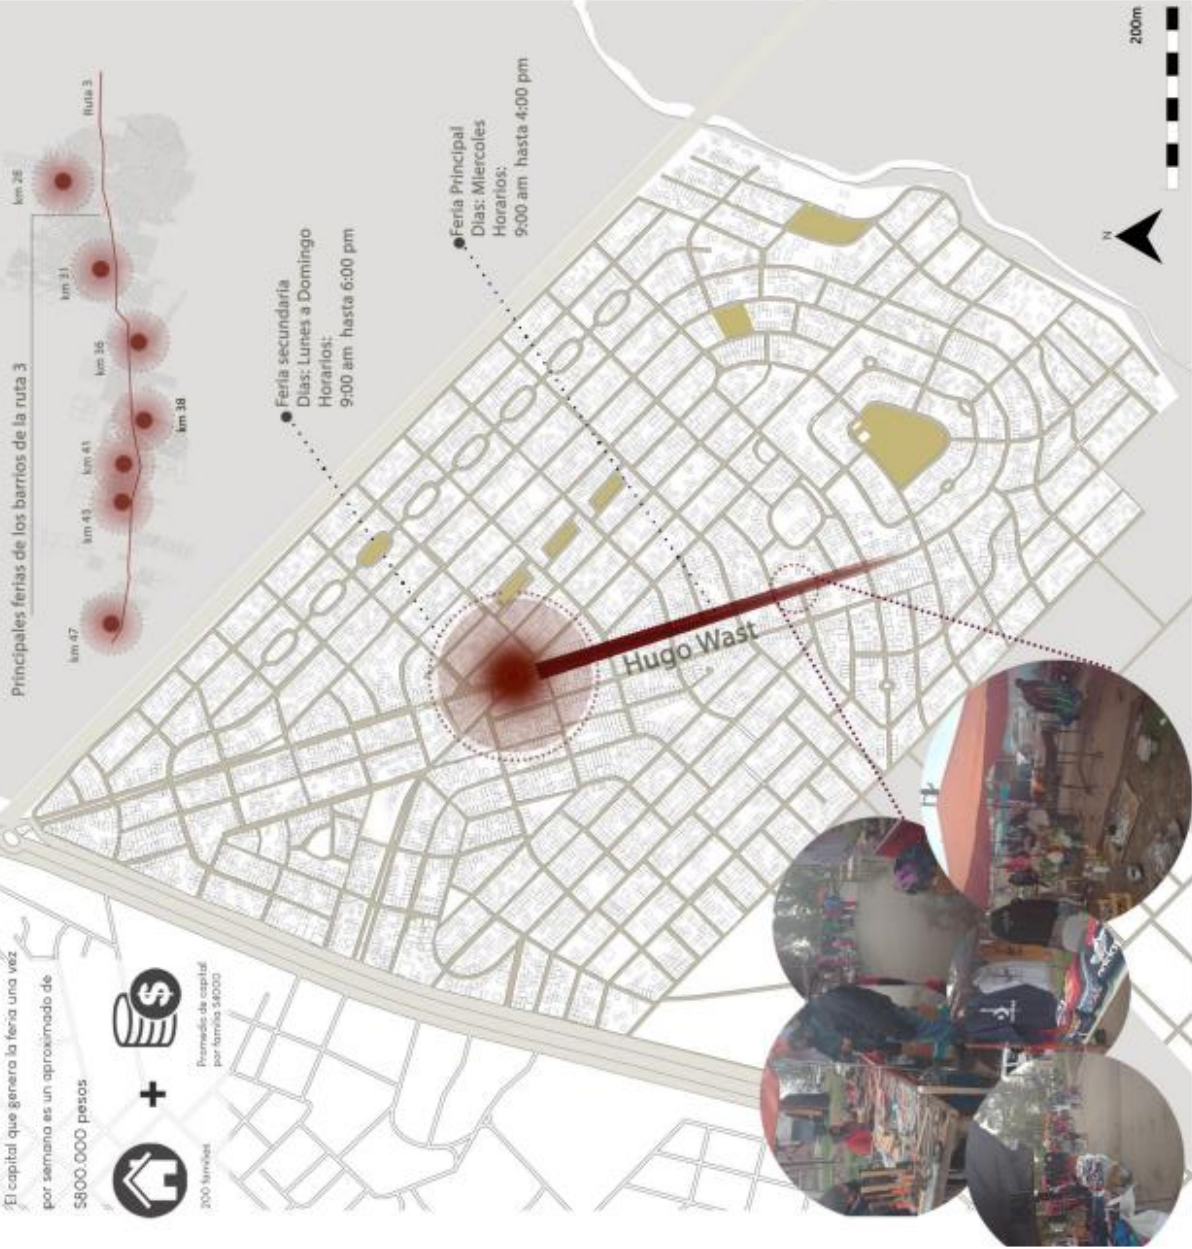 El capital que genera la feria una vez
por semana es un aproximado de
$800.000 pesos
200 familias
+
$
Promedio de capital
por familia $4000
Principales ferias de los barrios de la ruta 3
km 47
km 43
km 41
km 38
km 36
km 31
km 28
Ruta 3
Feria secundaria
Dias: Lunes a Domingo
Horarios:
9:00 am hasta 6:00 pm
Feria Principal
Dias: Miercoles
Horarios:
9:00 am hasta 4:00 pm
Hugo Wast
N
200m